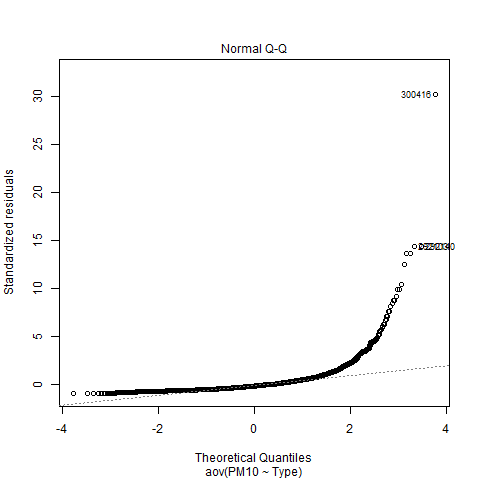 Normal Q-Q
Standardized residuals
30
25
20
15
10
5
0
300416
-4 -2 0 2 4
Theoretical Quantiles
aov(PM10 ~ Type)